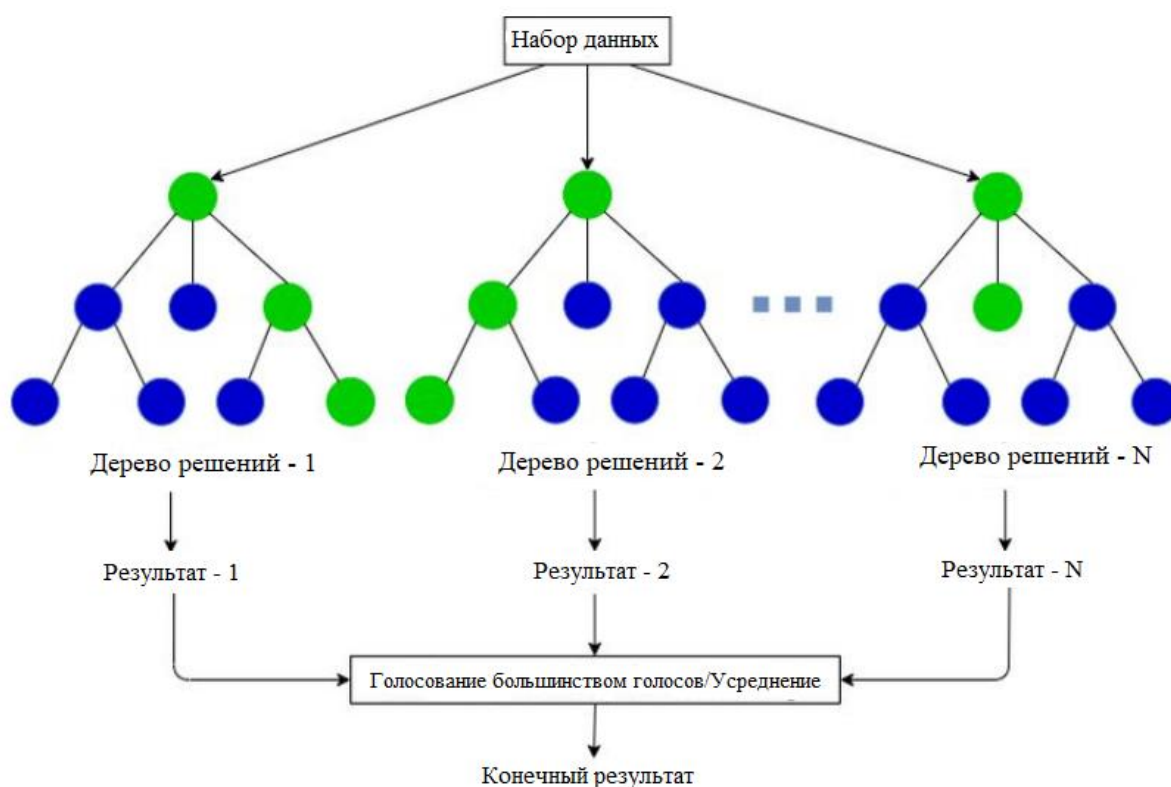 Набор данных
Дерево решений - 1
Дерево решений - 2
Дерево решений - N
Результат - 1
Результат - 2
Результат - N
Голосование большинством голосов/Усреднение
Конечный результат